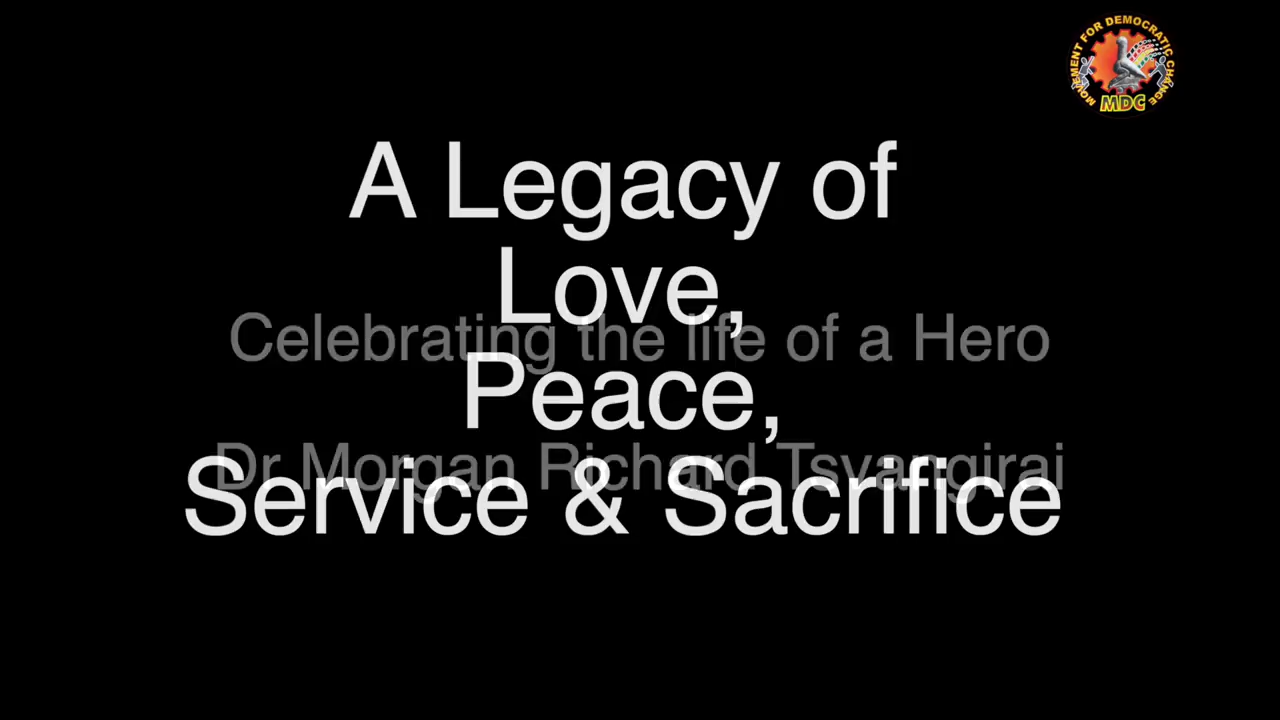 MOVEMENT FOR DEMOCRATIC CHANGE
MDC
A Legacy of
Love,
Celebrating the life of a Hero
Peace,
Dr Morgan Richard Tsvangirai
Service & Sacrifice